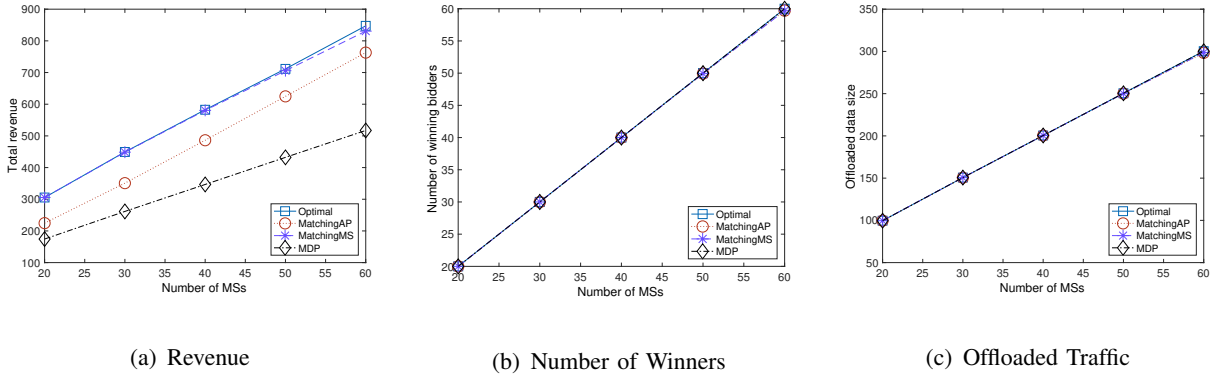 900
800
700
600
500
400
300
200
100
Total revenue
20 25 30 35 40 45 50 55 60
Number of MSs
Optimal
MatchingAP
MatchingMS
MDP
(a) Revenue
60
55
50
45
40
35
30
25
20
Number of winning bidders
20 25 30 35 40 45 50 55 60
Number of MSs
Optimal
MatchingAP
MatchingMS
MDP
(b) Number of Winners
350
300
250
200
150
100
50
Offloaded data size
20 25 30 35 40 45 50 55 60
Number of MSs
Optimal
MatchingAP
MatchingMS
MDP
(c) Offloaded Traffic